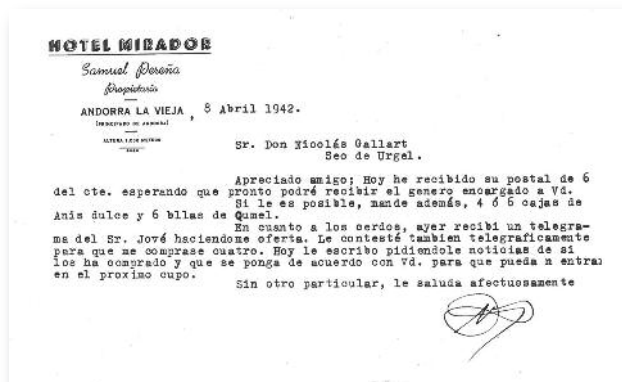 HOTEL MIRADOR
Samuel Pereña
Propietario
ANDORRA LA VIEJA, 8 Abril 1942.
(PRINCIPADO DE ANDORRA)
Sr. Don Nicolás Gallart
Seo de Urgel.
Apreciado amigo; Hoy he recibido su postal de 6
del cte. esperando que pronto podré recibir el genero encargado a Vd.
Si le es posible, mande además, 4 ó 6 cajas de
Anis dulce y 6 bllas de Qumel.
En cuanto a los cerdos, ayer recibi un telegra-
ma del Sr. Jové haciendome oferta. Le contesté tambien telegraficamente
para que me comprase cuatro. Hoy le escribo pidiendole noticias de si
los ha comprado y que se ponga de acuerdo con Vd. para que pueda n entrar
en el proximo cupo.
Sin otro particular, le saluda afectuosamente